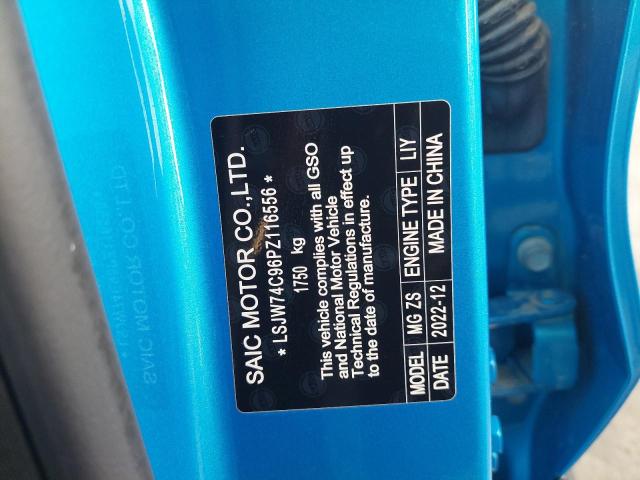 SAIC MOTOR CO.,LTD.
* LSJW74C96PZ116556 *
1750 kg
This vehicle complies with all GSO
and National Motor Vehicle
Technical Regulations in effect up
to the date of manufacture.
MODEL MG ZS ENGINE TYPE LIY
DATE 2022-12 MADE IN CHINA